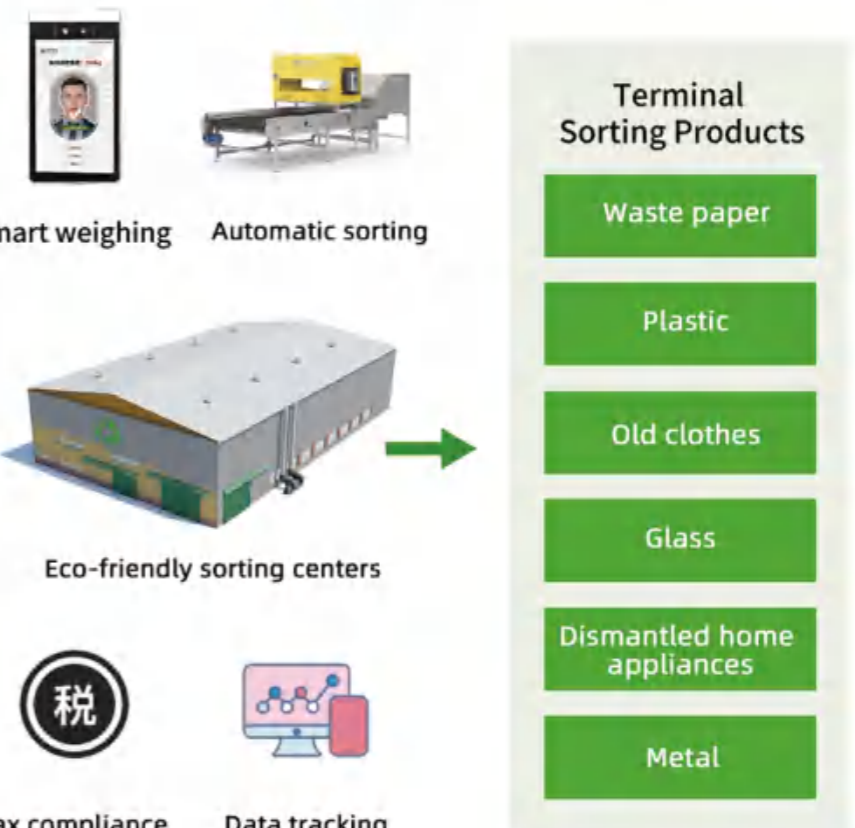 mart weighing
Automatic sorting
Eco-friendly sorting centers
税
ax compliance
Data tracking
Terminal
Sorting Products
Waste paper
Plastic
Old clothes
Glass
Dismantled home
appliances
Metal